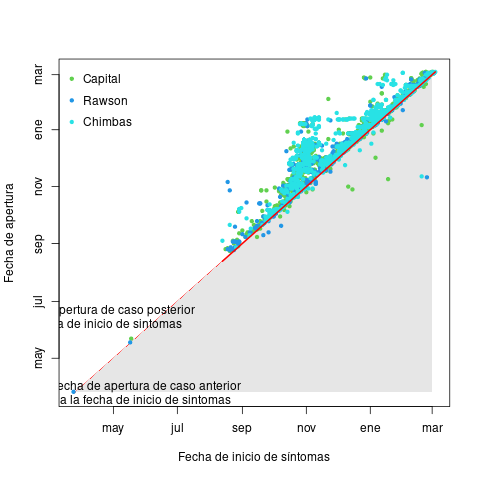 Capital
Rawson
Chimbas
pertura de caso posterior
a de inicio de síntomas
echa de apertura de caso anterior
a la fecha de inicio de sintomas
Fecha de apertura
may
jul
sep
nov
ene
mar
may
jul
sep
nov
ene
mar
Fecha de inicio de síntomas